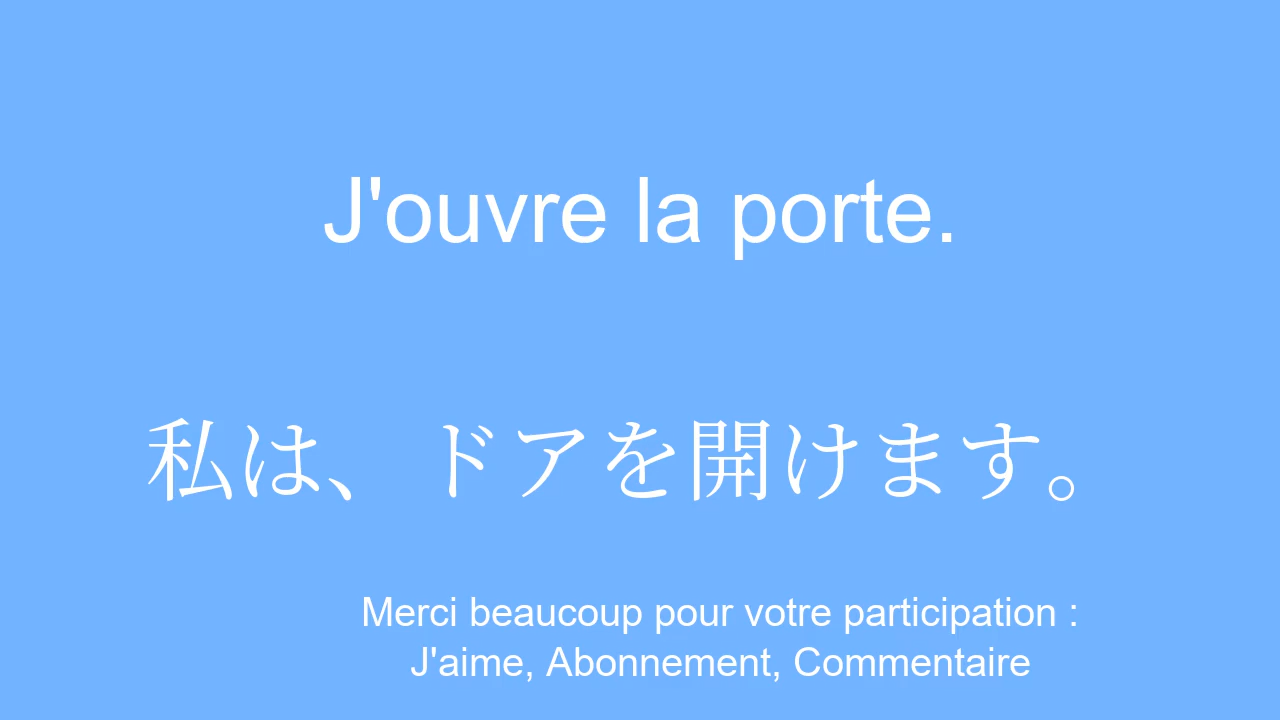 J'ouvre la porte.
私は、ドアを開けます。
Merci beaucoup pour votre participation :
J'aime, Abonnement, Commentaire